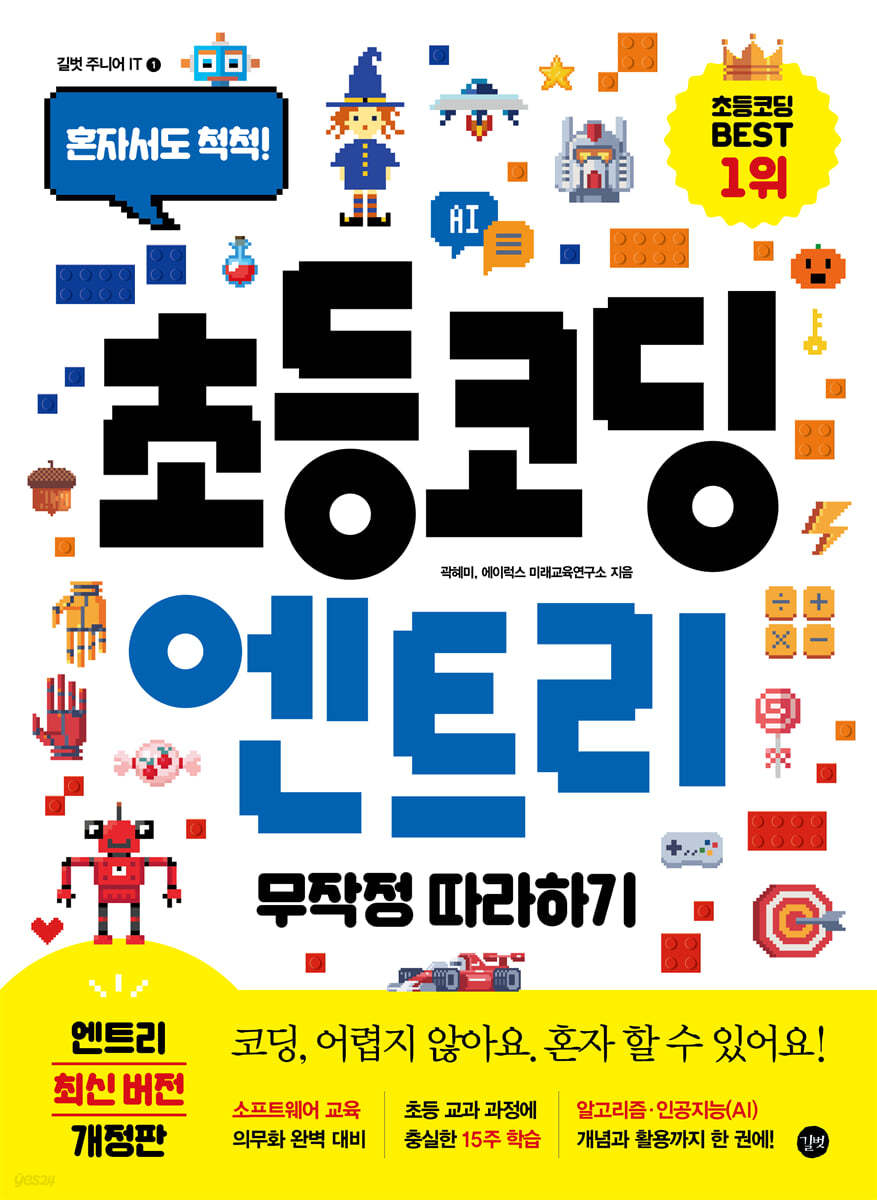 길벗 주니어 IT 1
혼자서도 척척!
초등코딩
BEST
1위
AI
초등코딩
곽혜미, 에이럭스 미래교육연구소 지음
엔트리
무작정 따라하기
엔트리
최신 버전
개정판
코딩, 어렵지 않아요. 혼자 할 수 있어요!
소프트웨어 교육
의무화 완벽 대비
초등 교과 과정에
충실한 15주 학습
알고리즘·인공지능(AI)
개념과 활용까지 한 권에!
길벗
yes24